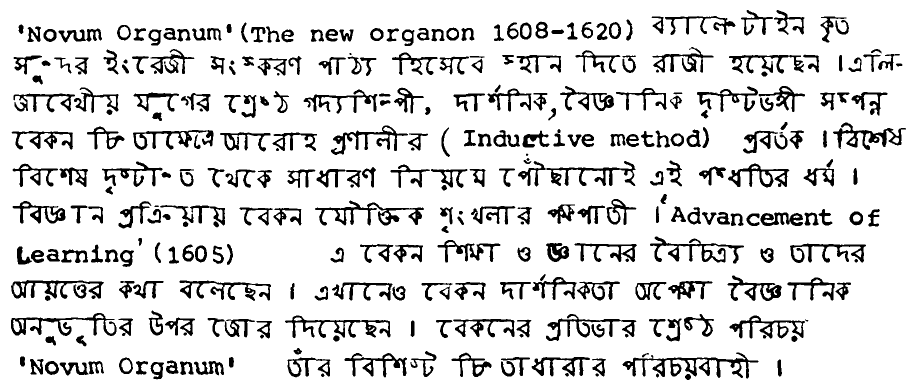 'Novum Organum' (The new organon 1608-1620) ব্যালেন্টাইন কৃত
সুন্দর ইংরেজী সংস্করণ পাঠ্য হিসেবে স্থান দিতে রাজী হয়েছেন । এলি-
জাবেথীয় যুগের শ্রেষ্ঠ গদ্যশিল্পী, দার্শনিক, বৈজ্ঞানিক দৃষ্টিভঙ্গী সম্পন্ন
বেকন চিন্তাক্ষেত্রে আরোহ প্রণালীর ( Inductive method) প্রবর্তক । বিশেষ
বিশেষ দৃষ্টান্ত থেকে সাধারণ নিয়মে পৌঁছানোই এই পদ্ধতির ধর্ম ।
বিজ্ঞান প্রক্রিয়ায় বেকন যৌক্তিক শৃংখলার পক্ষপাতী । 'Advancement of
Learning' (1605) এ বেকন শিক্ষা ও জ্ঞানের বৈচিত্র্য ও তাদের
আয়ত্তের কথা বলেছেন । এখানেও বেকন দার্শনিকতা অপেক্ষা বৈজ্ঞানিক
অনুভূতির উপর জোর দিয়েছেন । বেকনের প্রতিভার শ্রেষ্ঠ পরিচয়
'Novum Organum' তাঁর বিশিষ্ট চিন্তাধারার পরিচয়বাহী ।